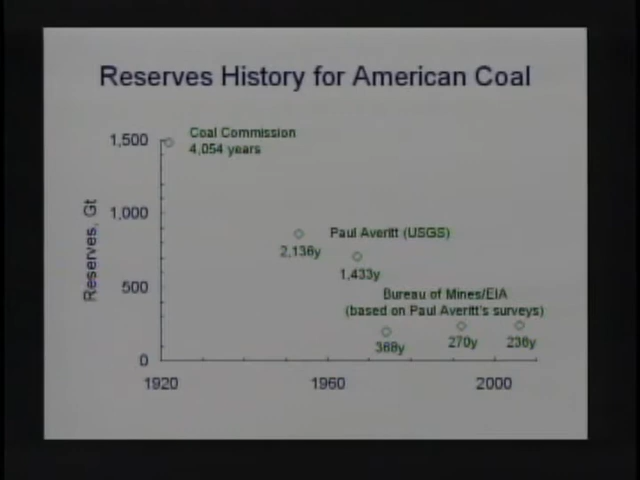 Reserves History for American Coal
Reserves, Gt
1,500
1,000
500
0
1920
1960
2000
Coal Commission
4,054 years
Paul Averitt (USGS)
2,136y
1,433y
Bureau of Mines/EIA
(based on Paul Averitt's surveys)
368y
270y
236y